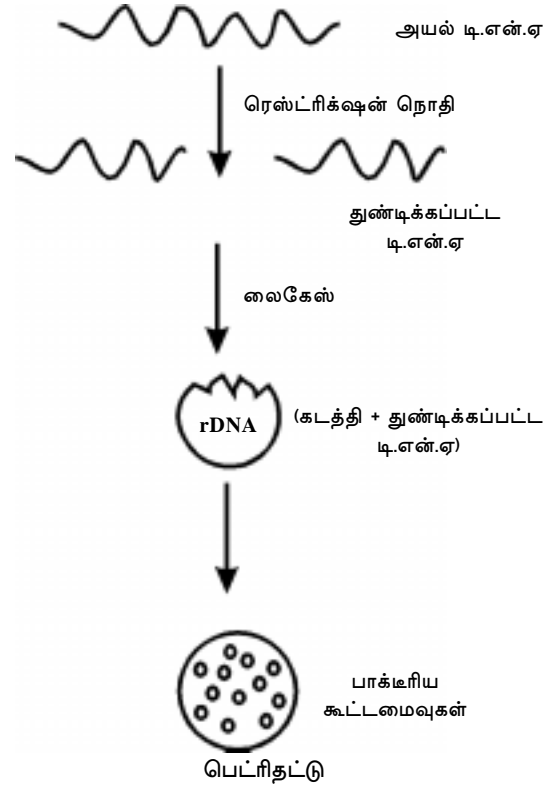 அயல் டி.என்.ஏ
ரெஸ்ட்ரிக்ஷன் நொதி
துண்டிக்கப்பட்ட
டி.என்.ஏ
லைகேஸ்
rDNA
(கடத்தி + துண்டிக்கப்பட்ட
டி.என்.ஏ)
பாக்டீரிய
கூட்டமைவுகள்
பெட்ரிதட்டு